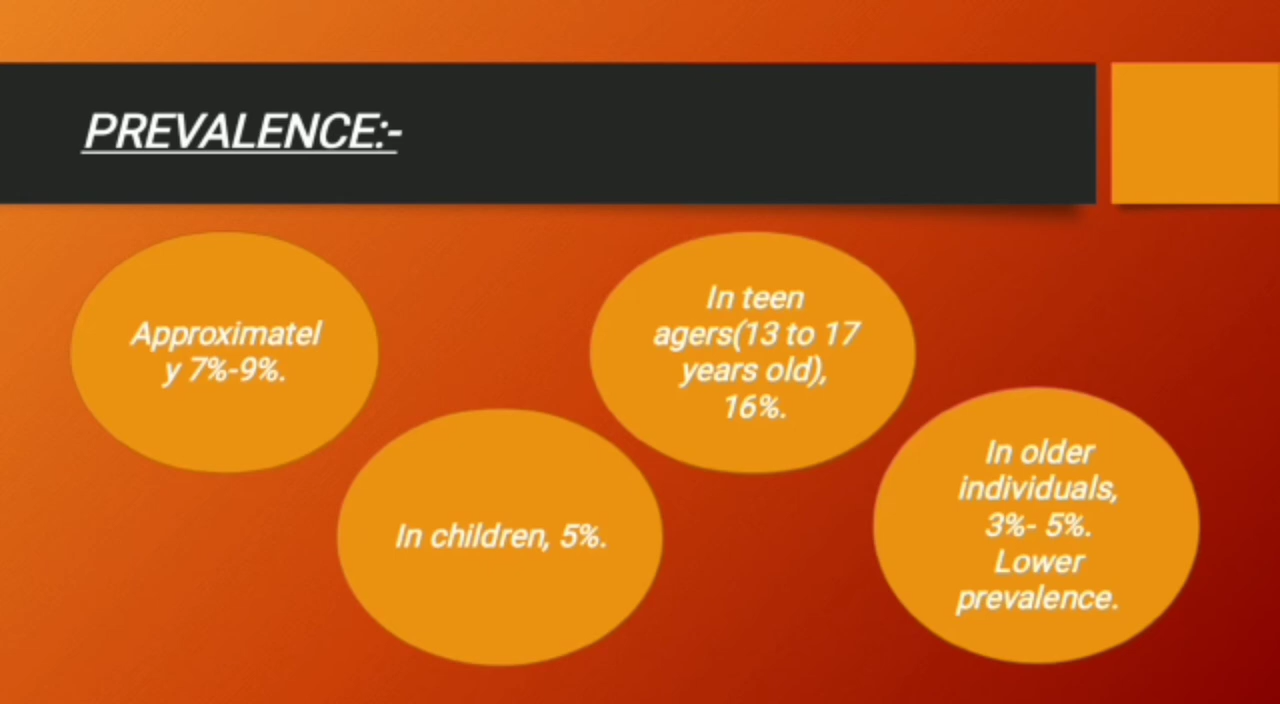 PREVALENCE:-
Approximatel
y 7%-9%.
In children, 5%.
In teen
agers(13 to 17
years old),
16%.
In older
individuals,
3%- 5%.
Lower
prevalence.